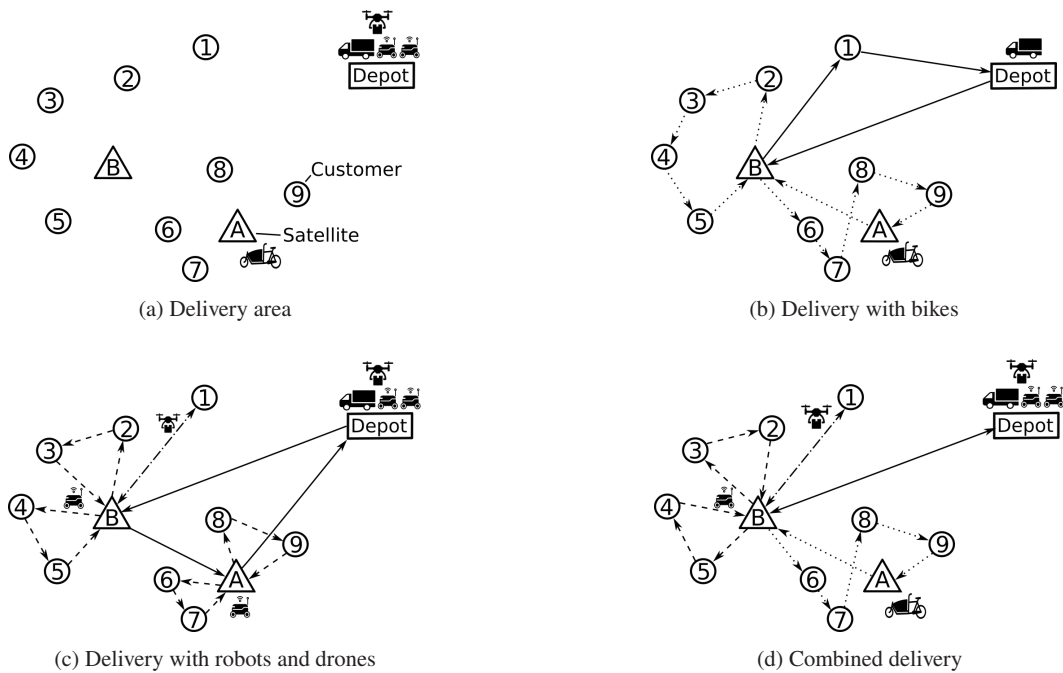 1
2
Depot
3
4
B
8
Customer
9
5
6
A
Satellite
7
(a) Delivery area
1
2
Depot
3
4
B
8
9
5
6
A
7
(b) Delivery with bikes
1
2
Depot
3
4
B
8
9
5
6
A
7
(c) Delivery with robots and drones
1
2
Depot
3
4
B
8
9
5
6
A
7
(d) Combined delivery